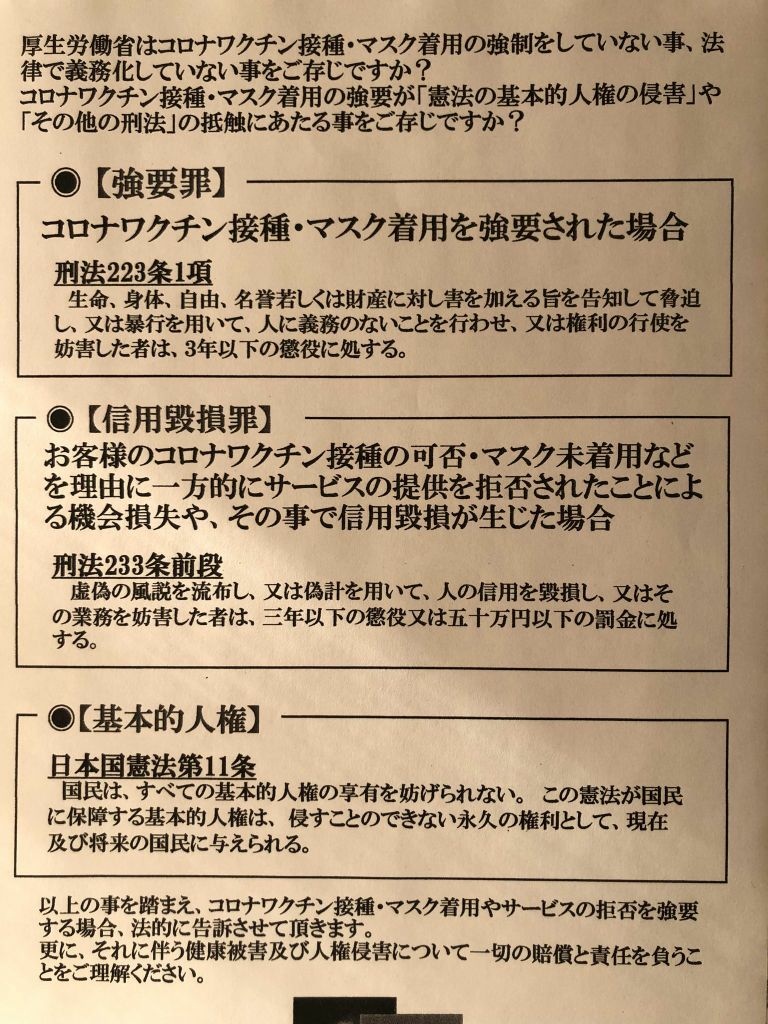 厚生労働省はコロナワクチン接種・マスク着用の強制をしていない事、法
律で義務化していない事をご存じですか？
コロナワクチン接種・マスク着用の強要が「憲法の基本的人権の侵害」や
「その他の刑法」の抵触にあたる事をご存じですか？
◉【強要罪】
コロナワクチン接種・マスク着用を強要された場合
刑法223条1項
生命、身体、自由、名誉若しくは財産に対し害を加える旨を告知して脅迫
し、又は暴行を用いて、人に義務のないことを行わせ、又は権利の行使を
妨害した者は、3年以下の懲役に処する。
◉【信用毀損罪】
お客様のコロナワクチン接種の可否・マスク未着用など
を理由に一方的にサービスの提供を拒否されたことによ
る機会損失や、その事で信用毀損が生じた場合
刑法233条前段
虚偽の風説を流布し、又は偽計を用いて、人の信用を毀損し、又はそ
の業務を妨害した者は、三年以下の懲役又は五十万円以下の罰金に処
する。
◉【基本的人権】
日本国憲法第11条
国民は、すべての基本的人権の享有を妨げられない。この憲法が国民
に保障する基本的人権は、侵すことのできない永久の権利として、現在
及び将来の国民に与えられる。
以上の事を踏まえ、コロナワクチン接種・マスク着用やサービスの拒否を強要
する場合、法的に告訴させて頂きます。
更に、それに伴う健康被害及び人権侵害について一切の賠償と責任を負うこ
とをご理解ください。